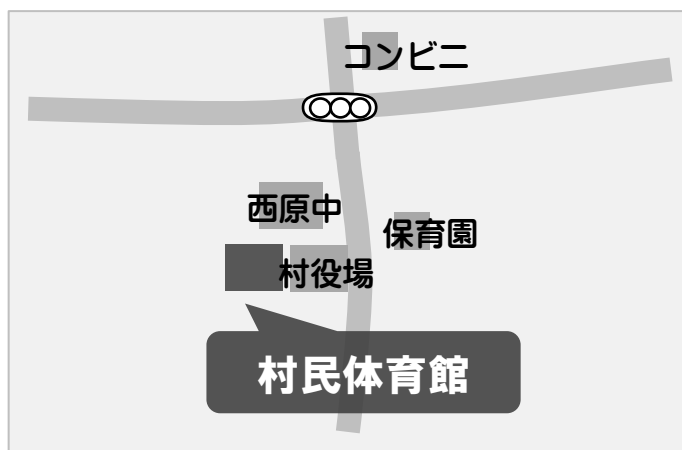 コンビニ
西原中
保育園
村役場
村民体育館